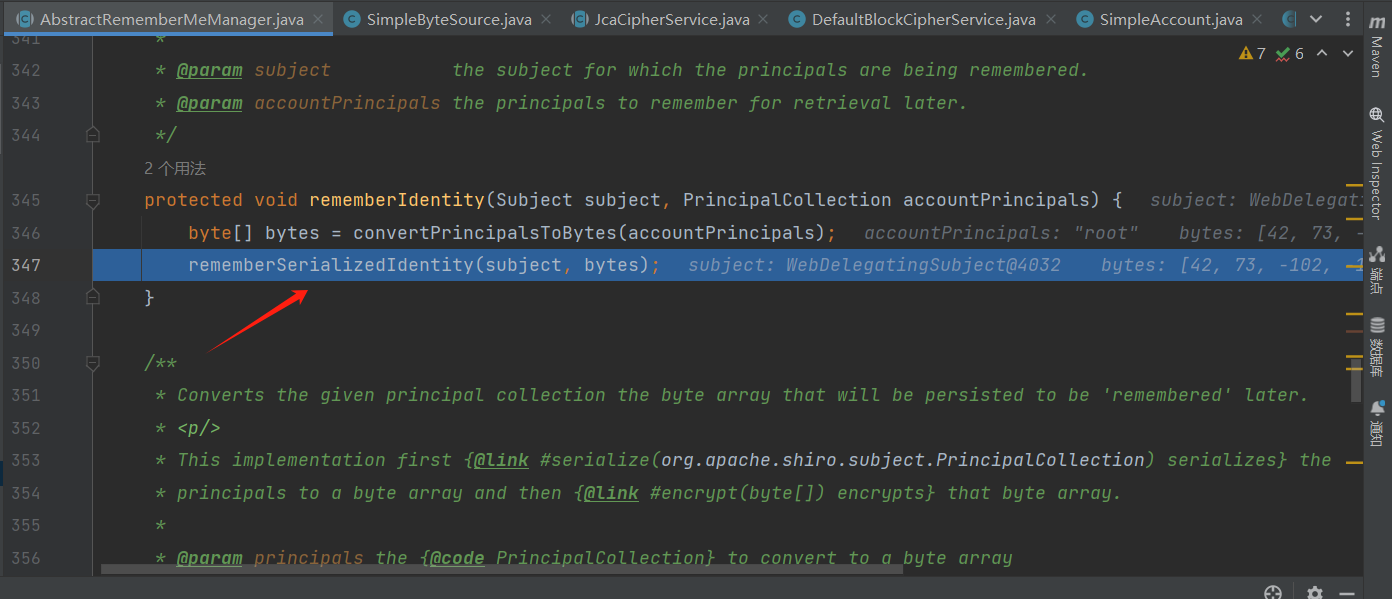 AbstractRememberMeManager.java SimpleByteSource.java JcaCipherService.java DefaultBlockCipherService.java SimpleAccount.java
341 *
342 * @param subject the subject for which the principals are being remembered.
7 6
343 * @param accountPrincipals the principals to remember for retrieval later.
344 */
2 个用法
345 protected void rememberIdentity(Subject subject, PrincipalCollection accountPrincipals) { subject: WebDelegati
346 byte[] bytes = convertPrincipalsToBytes(accountPrincipals); accountPrincipals: "root" bytes: [42, 73, -
347 rememberSerializedIdentity(subject, bytes); subject: WebDelegatingSubject@4032 bytes: [42, 73, -102, -1
348 }
349
350 /**
351 * Converts the given principal collection the byte array that will be persisted to be 'remembered' later.
352 * <p/>
353 * This implementation first {@link #serialize(org.apache.shiro.subject.PrincipalCollection) serializes} the
354 * principals to a byte array and then {@link #encrypt(byte[]) encrypts} that byte array.
355 *
356 * @param principals the {@code PrincipalCollection} to convert to a byte array
m
Maven
Web Inspector
端点
数据库
通知